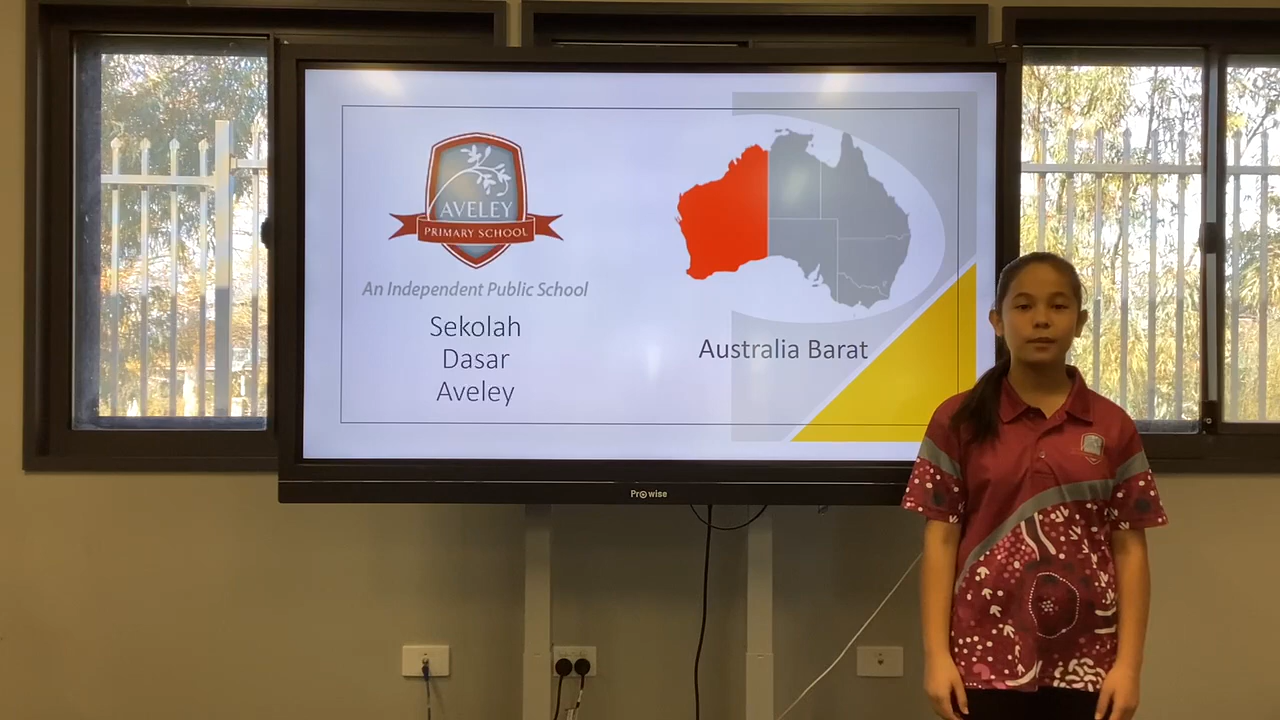 AVELEY
PRIMARY SCHOOL
An Independent Public School
Sekolah
Dasar
Aveley
Australia Barat
Prowise